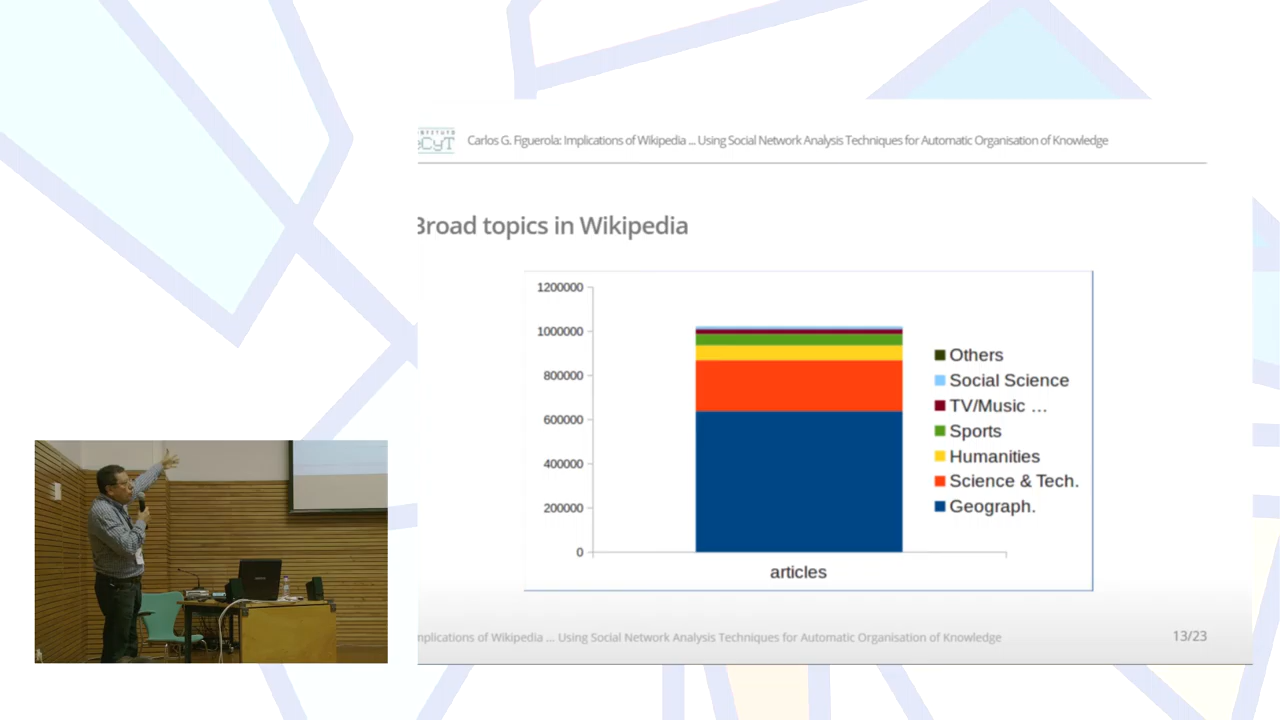 INSTITUTO
eCyT
Carlos G. Figuerola: Implications of Wikipedia ... Using Social Network Analysis Techniques for Automatic Organisation of Knowledge
Broad topics in Wikipedia
1200000
1000000
800000
600000
400000
200000
0
articles
Others
Social Science
TV/Music …
Sports
Humanities
Science & Tech.
Geograph.
mplications of Wikipedia ... Using Social Network Analysis Techniques for Automatic Organisation of Knowledge
13/23